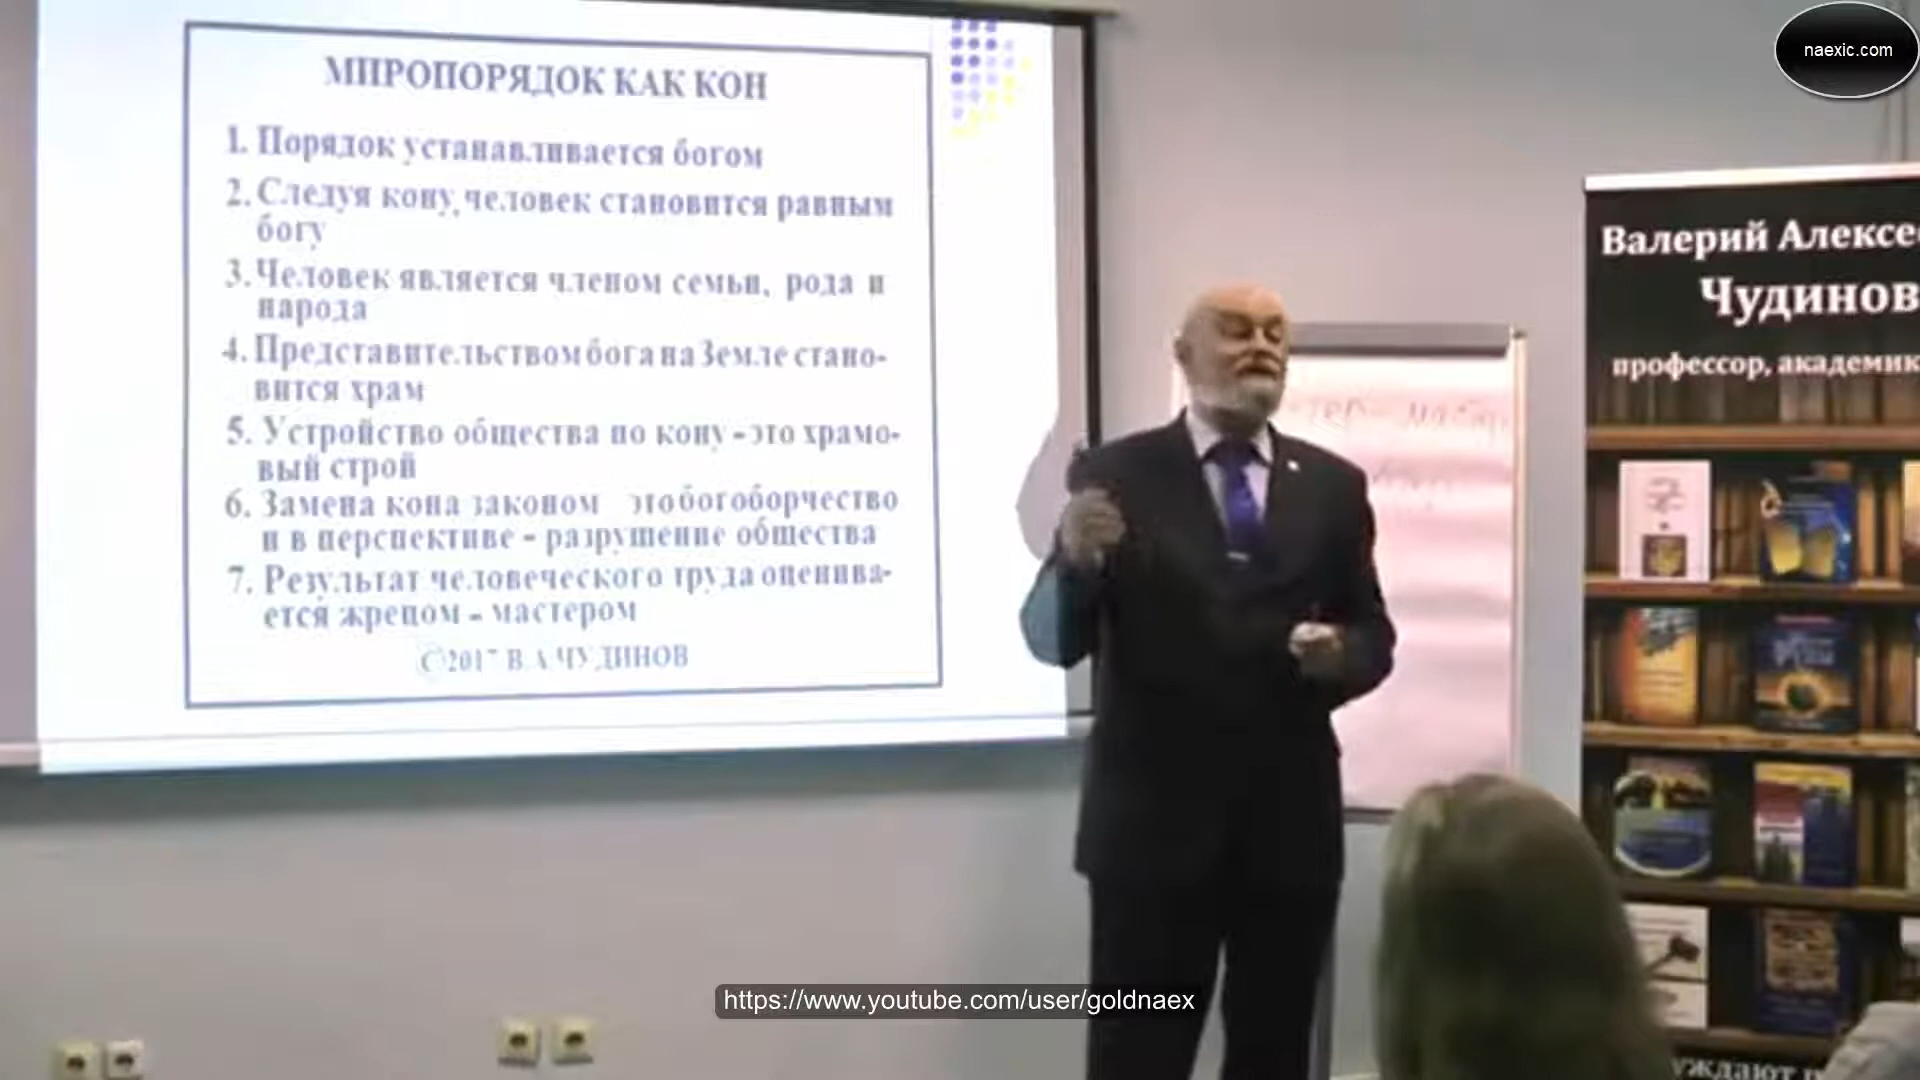 МИРОПОРЯДОК КАК КОН
1. Порядок устанавливается богом
2. Следуя кону, человек становится равным
богу
3. Человек является членом семьи, рода и
народа
4. Представительством бога на Земле стано-
вится храм
5. Устройство общества по кону - это храмо-
вый строй
6. Замена кона законом это богоборчество
и в перспективе - разрушение общества
7. Результат человеческого труда оценива-
ется жрецом - мастером
©2017 В.А.ЧУДИНОВ
naexic.com
Валерий Алексе
Чудинов
профессор, академик
https://www.youtube.com/user/goldnaex